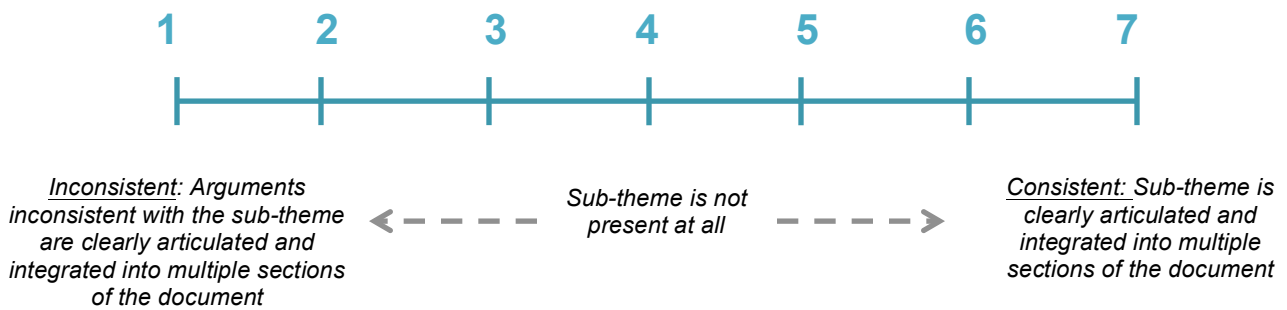 1 2 3 4 5 6 7
Inconsistent: Arguments
inconsistent with the sub-theme
are clearly articulated and
integrated into multiple sections
of the document
Sub-theme is not
present at all
Consistent: Sub-theme is
clearly articulated and
integrated into multiple
sections of the document